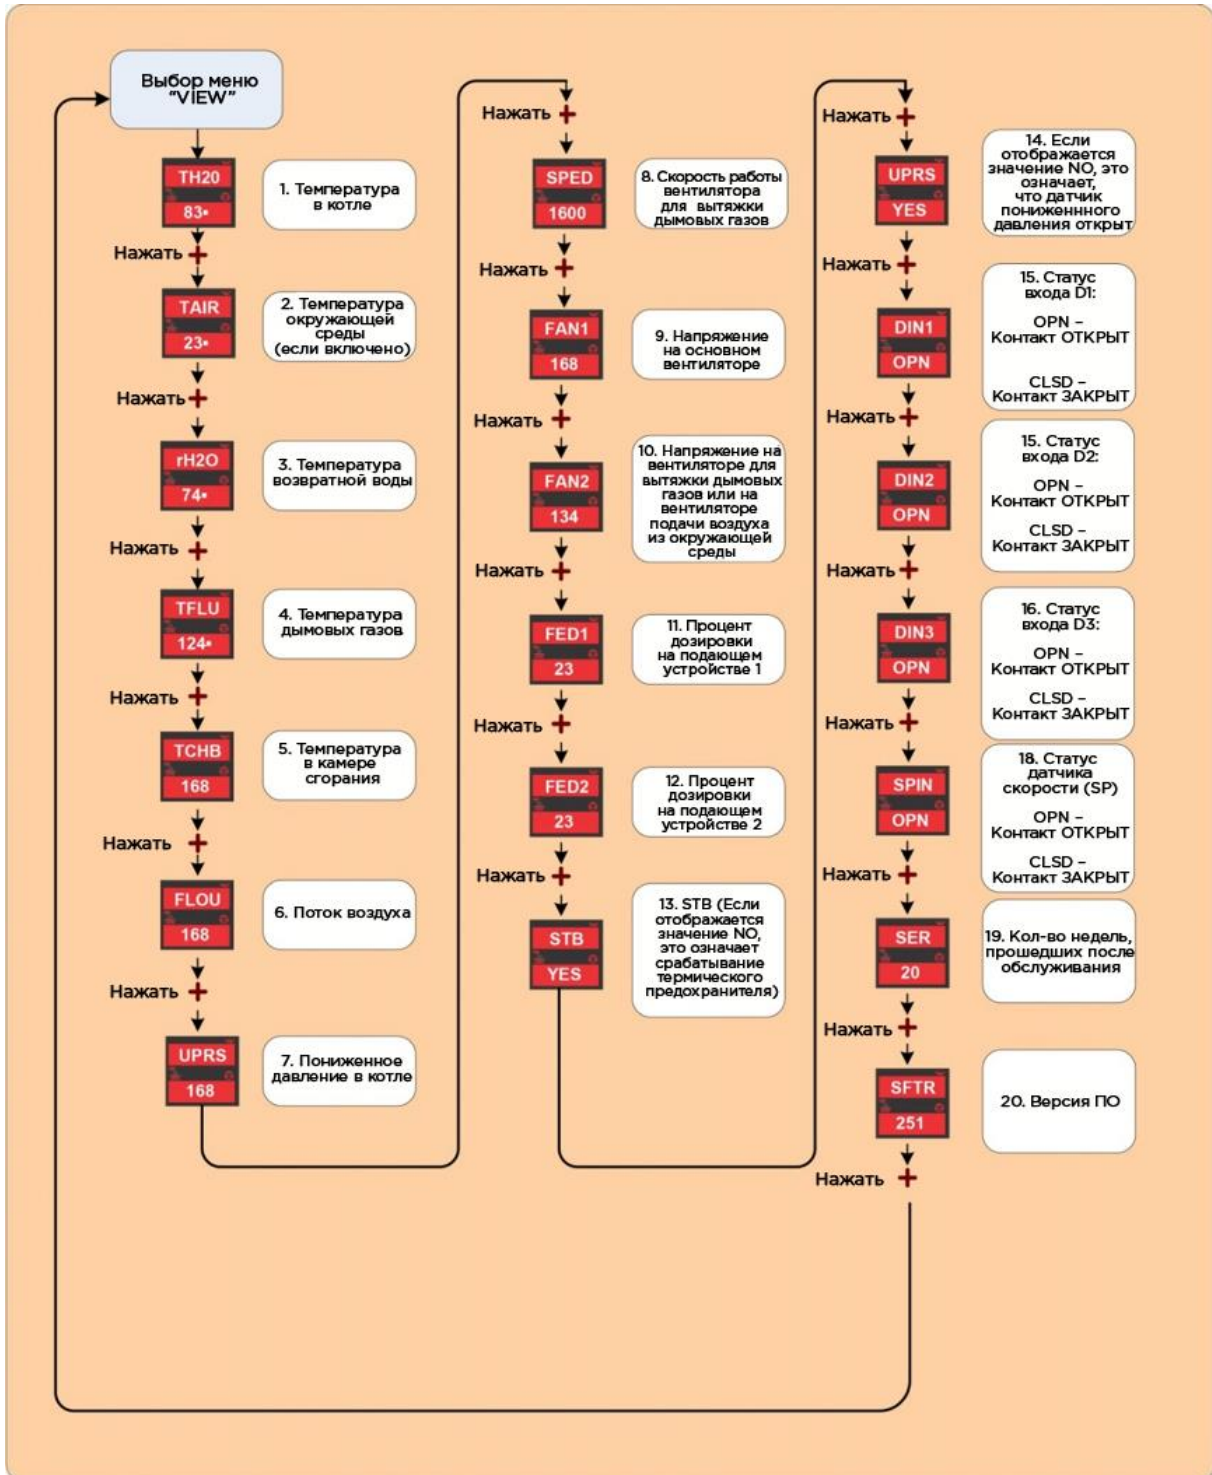 Выбор меню
"VIEW"
TH20
83•
1. Температура
в котле
Нажать +
TAIR
23•
2. Температура
окружающей
среды
(если включено)
Нажать +
rH2O
74•
3. Температура
возвратной воды
Нажать +
TFLU
124•
4. Температура
дымовых газов
Нажать +
TCHB
168
5. Температура
в камере
сгорания
Нажать +
FLOU
168
6. Поток воздуха
Нажать +
UPRS
168
7. Пониженное
давление в котле
Нажать +
SPED
1600
8. Скорость работы
вентилятора
для вытяжки
дымовых газов
Нажать +
FAN1
168
9. Напряжение
на основном
вентиляторе
Нажать +
FAN2
134
10. Напряжение на
вентиляторе для
вытяжки дымовых
газов или на
вентиляторе
подачи воздуха
из окружающей
среды
Нажать +
FED1
23
11. Процент
дозировки
на подающем
устройстве 1
Нажать +
FED2
23
12. Процент
дозировки
на подающем
устройстве 2
Нажать +
STB
YES
13. STB (Если
отображается
значение NO,
это означает
срабатывание
термического
предохранителя)
Нажать +
UPRS
YES
14. Если
отображается
значение NO, это
означает,
что датчик
пониженнного
давления открыт
Нажать +
DIN1
OPN
15. Статус
входа D1:
OPN –
Контакт ОТКРЫТ
CLSD –
Контакт ЗАКРЫТ
Нажать +
DIN2
OPN
15. Статус
входа D2:
OPN –
Контакт ОТКРЫТ
CLSD –
Контакт ЗАКРЫТ
Нажать +
DIN3
OPN
16. Статус
входа D3:
OPN –
Контакт ОТКРЫТ
CLSD –
Контакт ЗАКРЫТ
Нажать +
SPIN
OPN
18. Статус
датчика
скорости (SP)
OPN –
Контакт ОТКРЫТ
CLSD –
Контакт ЗАКРЫТ
Нажать +
SER
20
19. Кол-во недель,
прошедших после
обслуживания
Нажать +
SFTR
251
20. Версия ПО
Нажать +